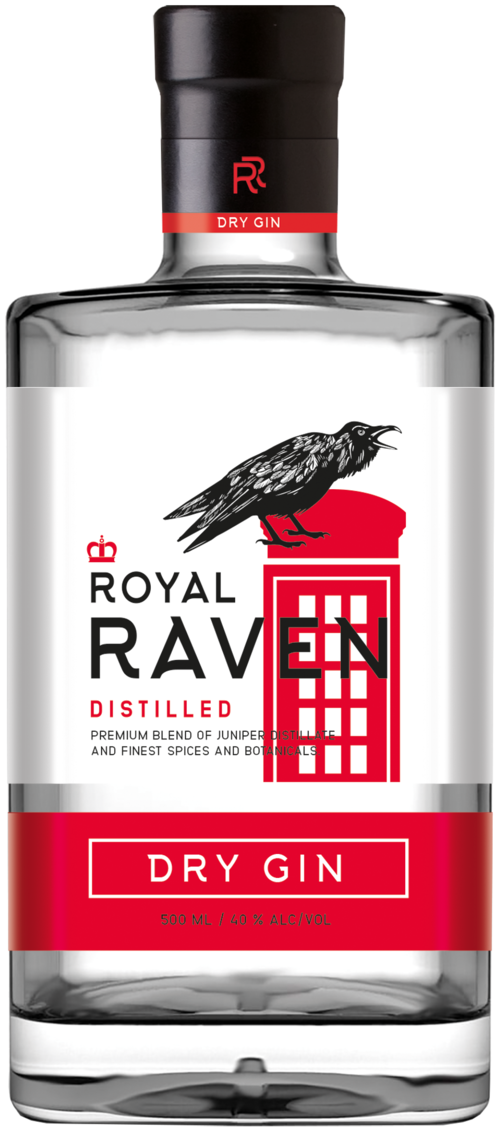 RR
DRY GIN
ROYAL
RAVEN
DISTILLED
PREMIUM BLEND OF JUNIPER DISTILLATE
AND FINEST SPICES AND BOTANICALS
DRY GIN
500 ML / 40 % ALC/VOL